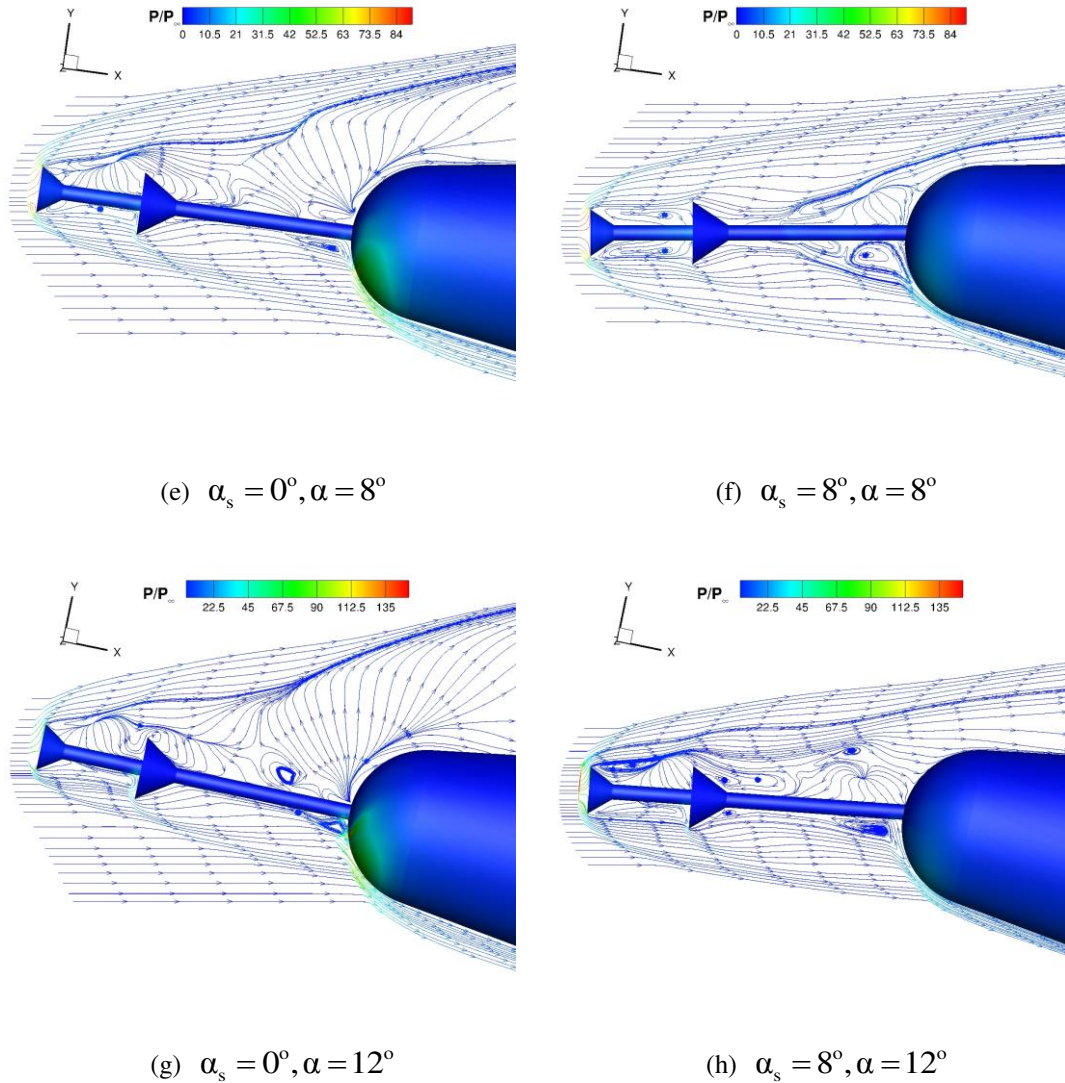 P/P∞
0 10.5 21 31.5 42 52.5 63 73.5 84
Y
Z
X
P/P∞
0 10.5 21 31.5 42 52.5 63 73.5 84
Y
Z
X
(e) αs = 0°, α = 8°
(f) αs = 8°, α = 8°
P/P∞
22.5 45 67.5 90 112.5 135
Y
Z
X
P/P∞
22.5 45 67.5 90 112.5 135
Y
Z
X
(g) αs = 0°, α = 12°
(h) αs = 8°, α = 12°